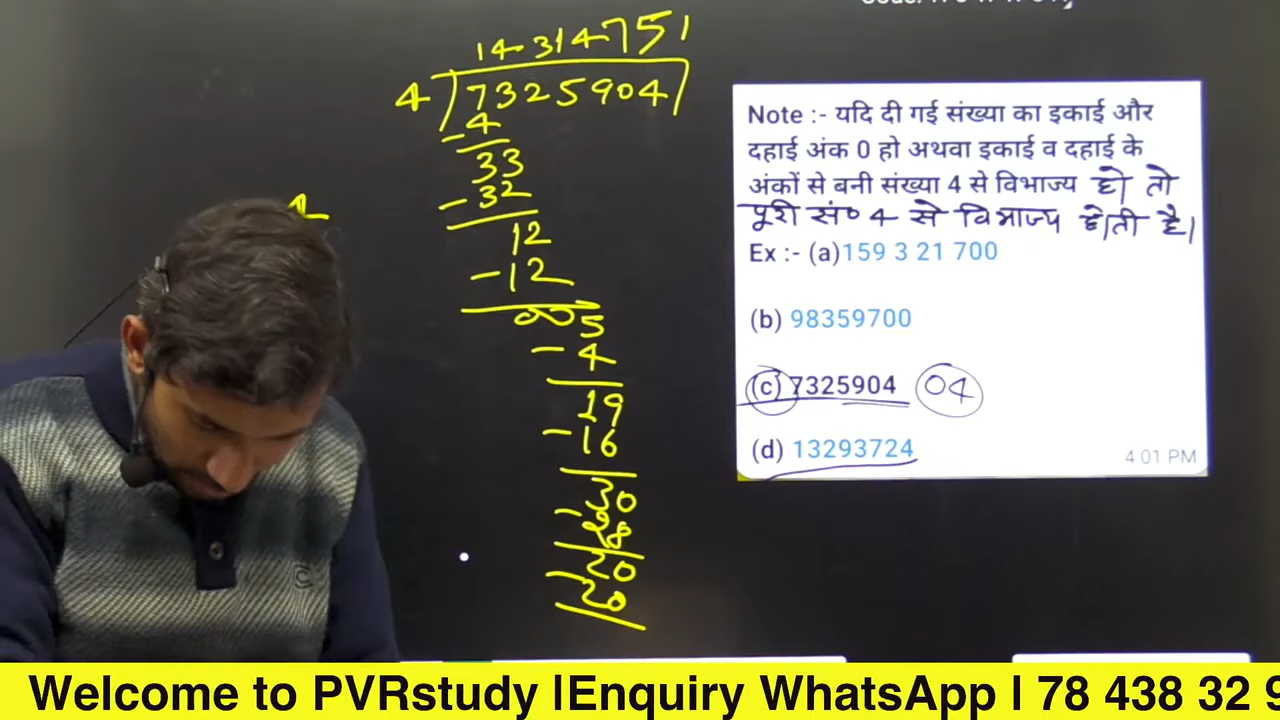 14314751
4 ) 7325904 (
- 4
33
- 32
12
- 12
5
- 4
19
- 16
Note :- यदि दी गई संख्या का इकाई और
दहाई अंक 0 हो अथवा इकाई व दहाई के
अंकों से बनी संख्या 4 से विभाज्य हो तो
पूरी सं० 4 से विभाज्य होती है।
Ex :- (a)159 3 21 700
(b) 98359700
(c) 7325904 04
(d) 13293724
4 01 PM
Welcome to PVRstudy |Enquiry WhatsApp | 78 438 32 9